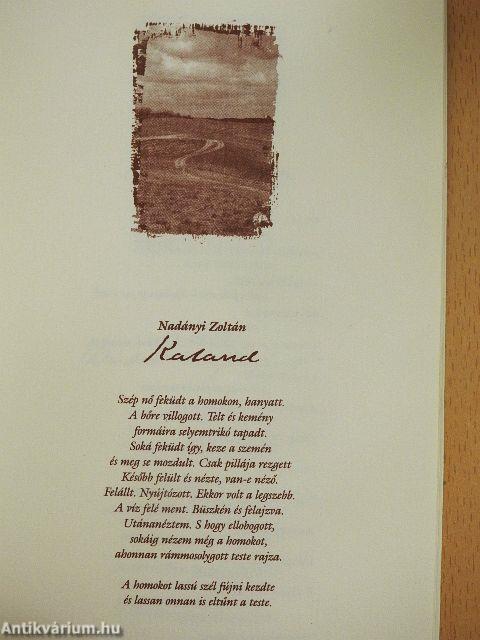 Nadányi Zoltán
Kaland
Szép nő feküdt a homokon, hanyatt.
A bőre villogott. Telt és kemény
formáira selyemtrikó tapadt.
Soká feküdt így, keze a szemén
és meg se mozdult. Csak pillája rezgett
Később felült és nézte, van-e néző.
Felállt. Nyújtózott. Ekkor volt a legszebb.
A víz felé ment. Büszkén és felajzva.
Utánanéztem. S hogy ellobogott,
sokáig nézem még a homokot,
ahonnan rámmosolygott teste rajza.
A homokot lassú szél fújni kezdte
és lassan onnan is eltűnt a teste.
Antikvárium.hu